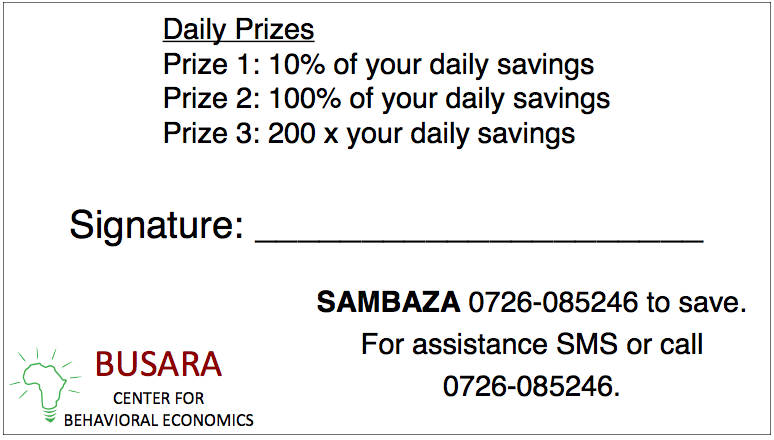 Daily Prizes
Prize 1: 10% of your daily savings
Prize 2: 100% of your daily savings
Prize 3: 200 x your daily savings
Signature: _____________________
SAMBAZA 0726-085246 to save.
For assistance SMS or call
0726-085246.
BUSARA
CENTER FOR
BEHAVIORAL ECONOMICS